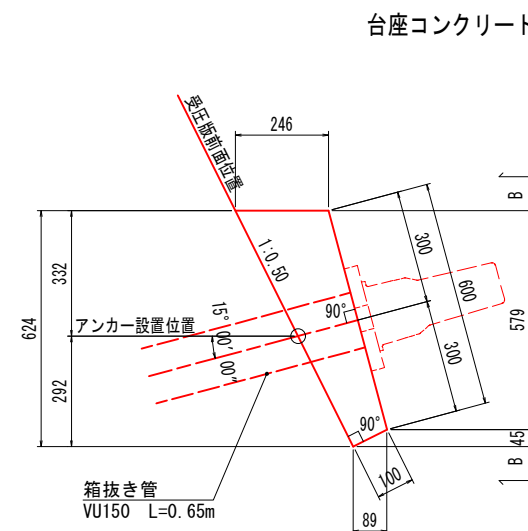 台座コンクリート
受圧版前面位置
246
B
332
1:0.50
300
600
624
15° 00′ 00″
90°
アンカー設置位置
579
292
300
90°
45
箱抜き管
VU150 L=0.65m
100
B
89